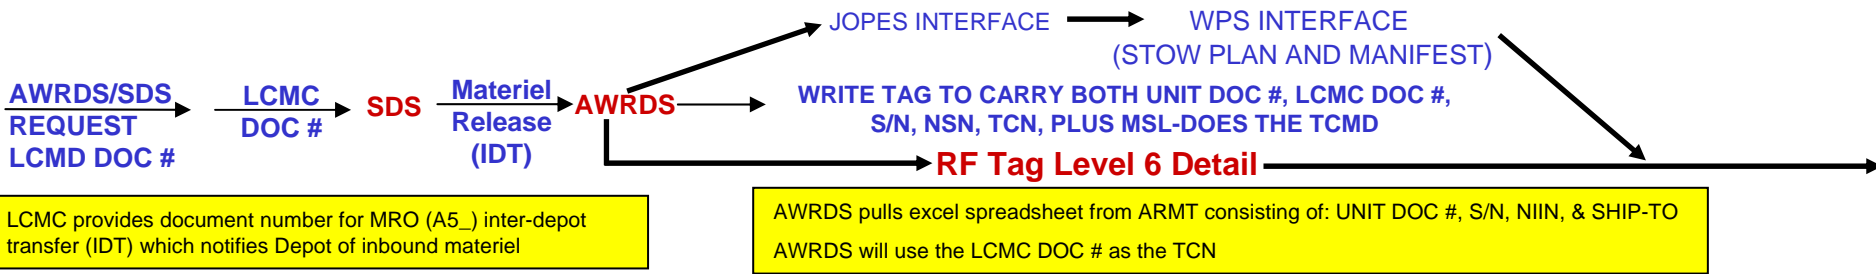 JOPES INTERFACE
WPS INTERFACE
(STOW PLAN AND MANIFEST)
AWRDS/SDS
REQUEST
LCMD DOC #
LCMC
DOC #
SDS
Materiel
Release
(IDT)
AWRDS
WRITE TAG TO CARRY BOTH UNIT DOC #, LCMC DOC #,
S/N, NSN, TCN, PLUS MSL-DOES THE TCMD
RF Tag Level 6 Detail
LCMC provides document number for MRO (A5_) inter-depot
transfer (IDT) which notifies Depot of inbound materiel
AWRDS pulls excel spreadsheet from ARMT consisting of: UNIT DOC #, S/N, NIIN, & SHIP-TO
AWRDS will use the LCMC DOC # as the TCN